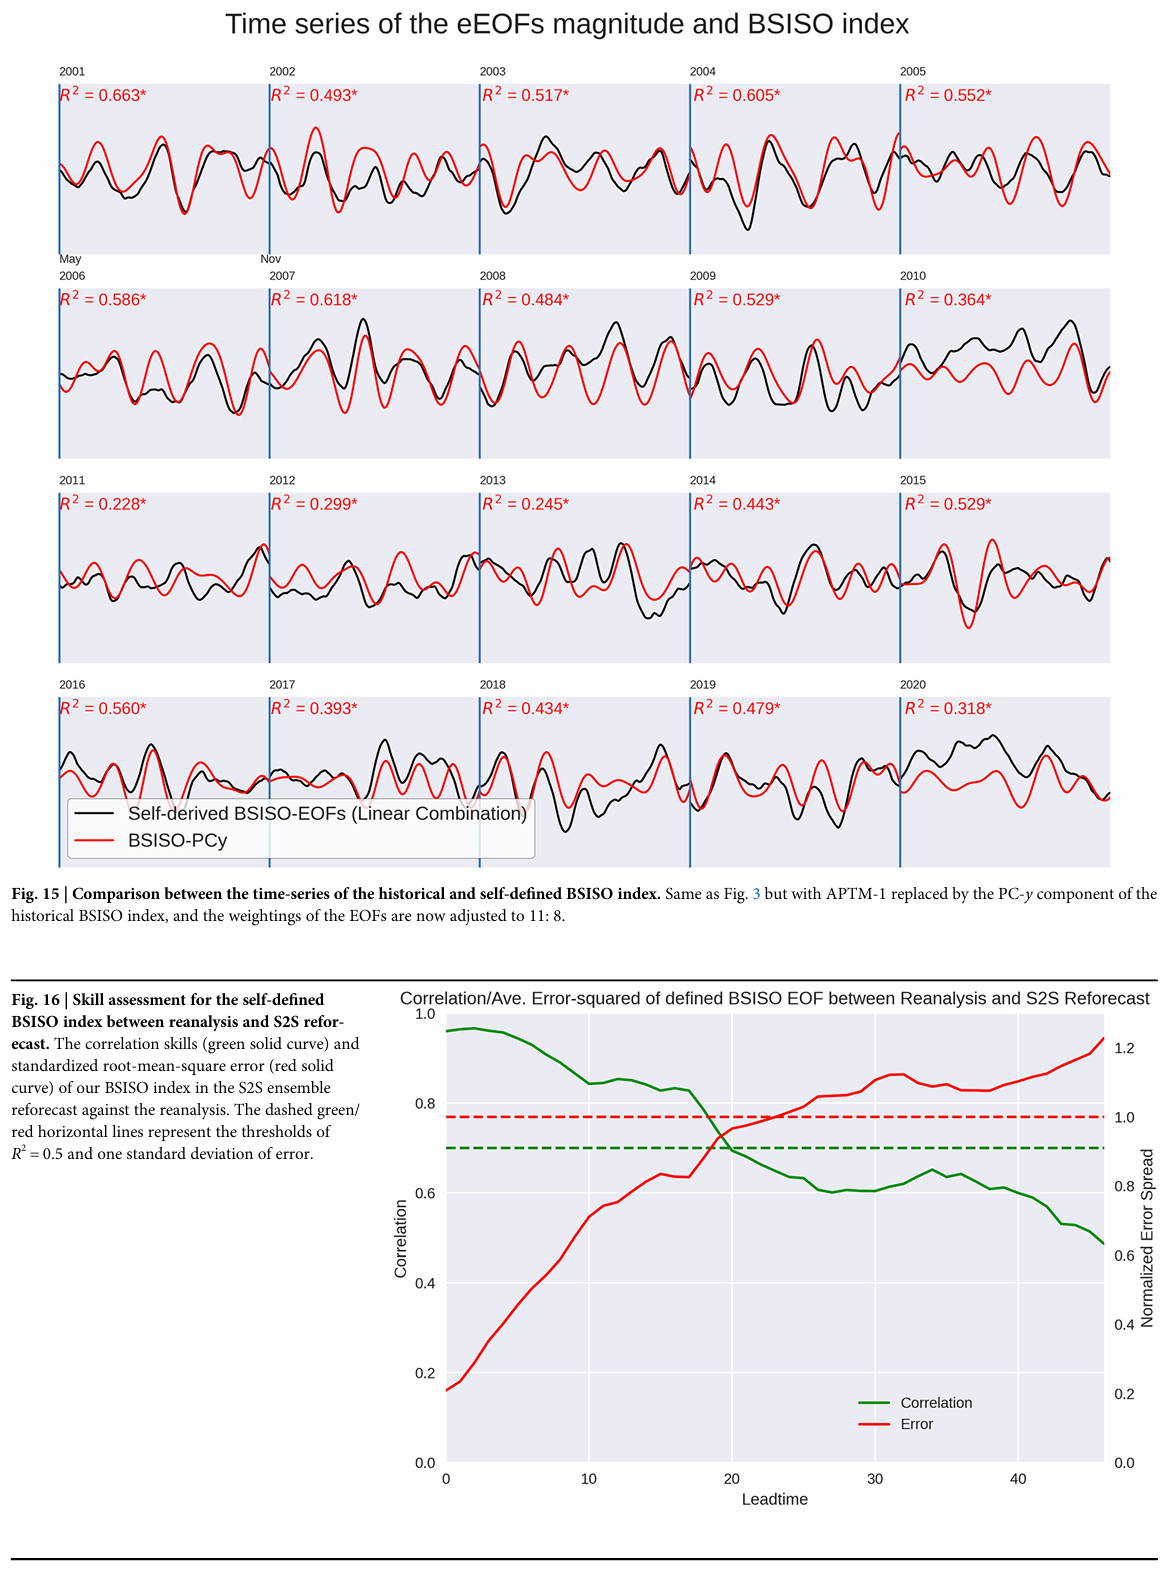 Time series of the eEOFs magnitude and BSISO index
2001 2002 2003 2004 2005
R² = 0.663* R² = 0.493* R² = 0.517* R² = 0.605* R² = 0.552*
May Nov
2006 2007 2008 2009 2010
R² = 0.586* R² = 0.618* R² = 0.484* R² = 0.529* R² = 0.364*
2011 2012 2013 2014 2015
R² = 0.228* R² = 0.299* R² = 0.245* R² = 0.443* R² = 0.529*
2016 2017 2018 2019 2020
R² = 0.560* R² = 0.393* R² = 0.434* R² = 0.479* R² = 0.318*
Self-derived BSISO-EOFs (Linear Combination)
BSISO-PCy
Fig. 15 | Comparison between the time-series of the historical and self-defined BSISO index. Same as Fig. 3 but with APTM-1 replaced by the PC-y component of the
historical BSISO index, and the weightings of the EOFs are now adjusted to 11: 8.
Fig. 16 | Skill assessment for the self-defined
BSISO index between reanalysis and S2S refor-
ecast. The correlation skills (green solid curve) and
standardized root-mean-square error (red solid
curve) of our BSISO index in the S2S ensemble
reforecast against the reanalysis. The dashed green/
red horizontal lines represent the thresholds of
R² = 0.5 and one standard deviation of error.
Correlation/Ave. Error-squared of defined BSISO EOF between Reanalysis and S2S Reforecast
1.0
0.8
0.6
0.4
0.2
0.0
Correlation
1.2
1.0
0.8
0.6
0.4
0.2
0.0
Normalized Error Spread
Correlation
Error
0 10 20 30 40
Leadtime